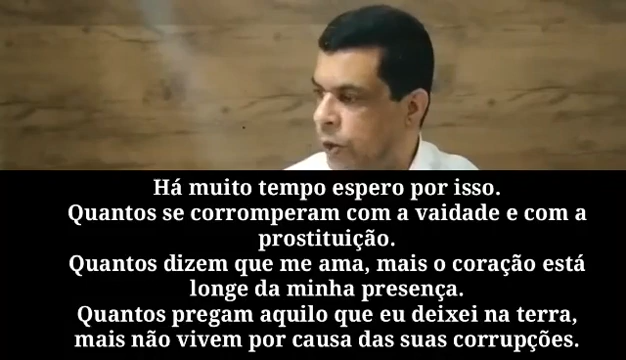 Há muito tempo espero por isso.
Quantos se corromperam com a vaidade e com a
prostituição.
Quantos dizem que me ama, mais o coração está
longe da minha presença.
Quantos pregam aquilo que eu deixei na terra,
mais não vivem por causa das suas corrupções.